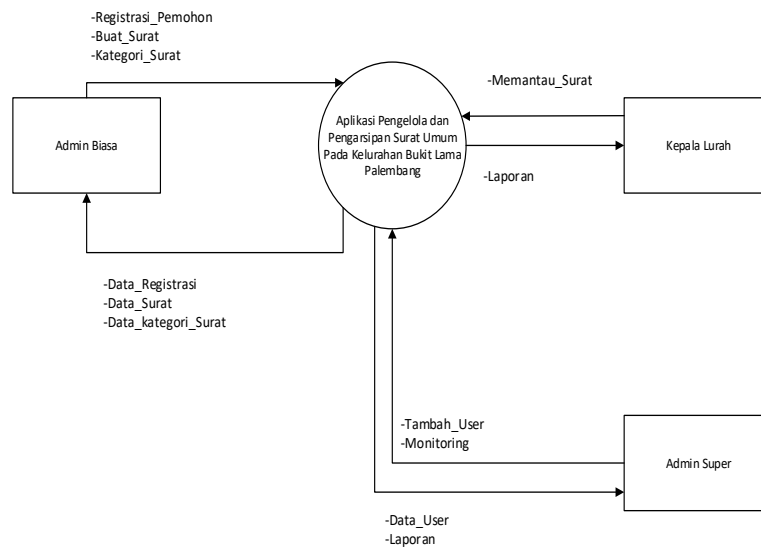 -Registrasi_Pemohon
-Buat_Surat
-Kategori_Surat
Admin Biasa
Aplikasi Pengelola dan
Pengarsipan Surat Umum
Pada Kelurahan Bukit Lama
Palembang
-Memantau_Surat
Kepala Lurah
-Laporan
-Data_Registrasi
-Data_Surat
-Data_kategori_Surat
-Tambah_User
-Monitoring
Admin Super
-Data_User
-Laporan